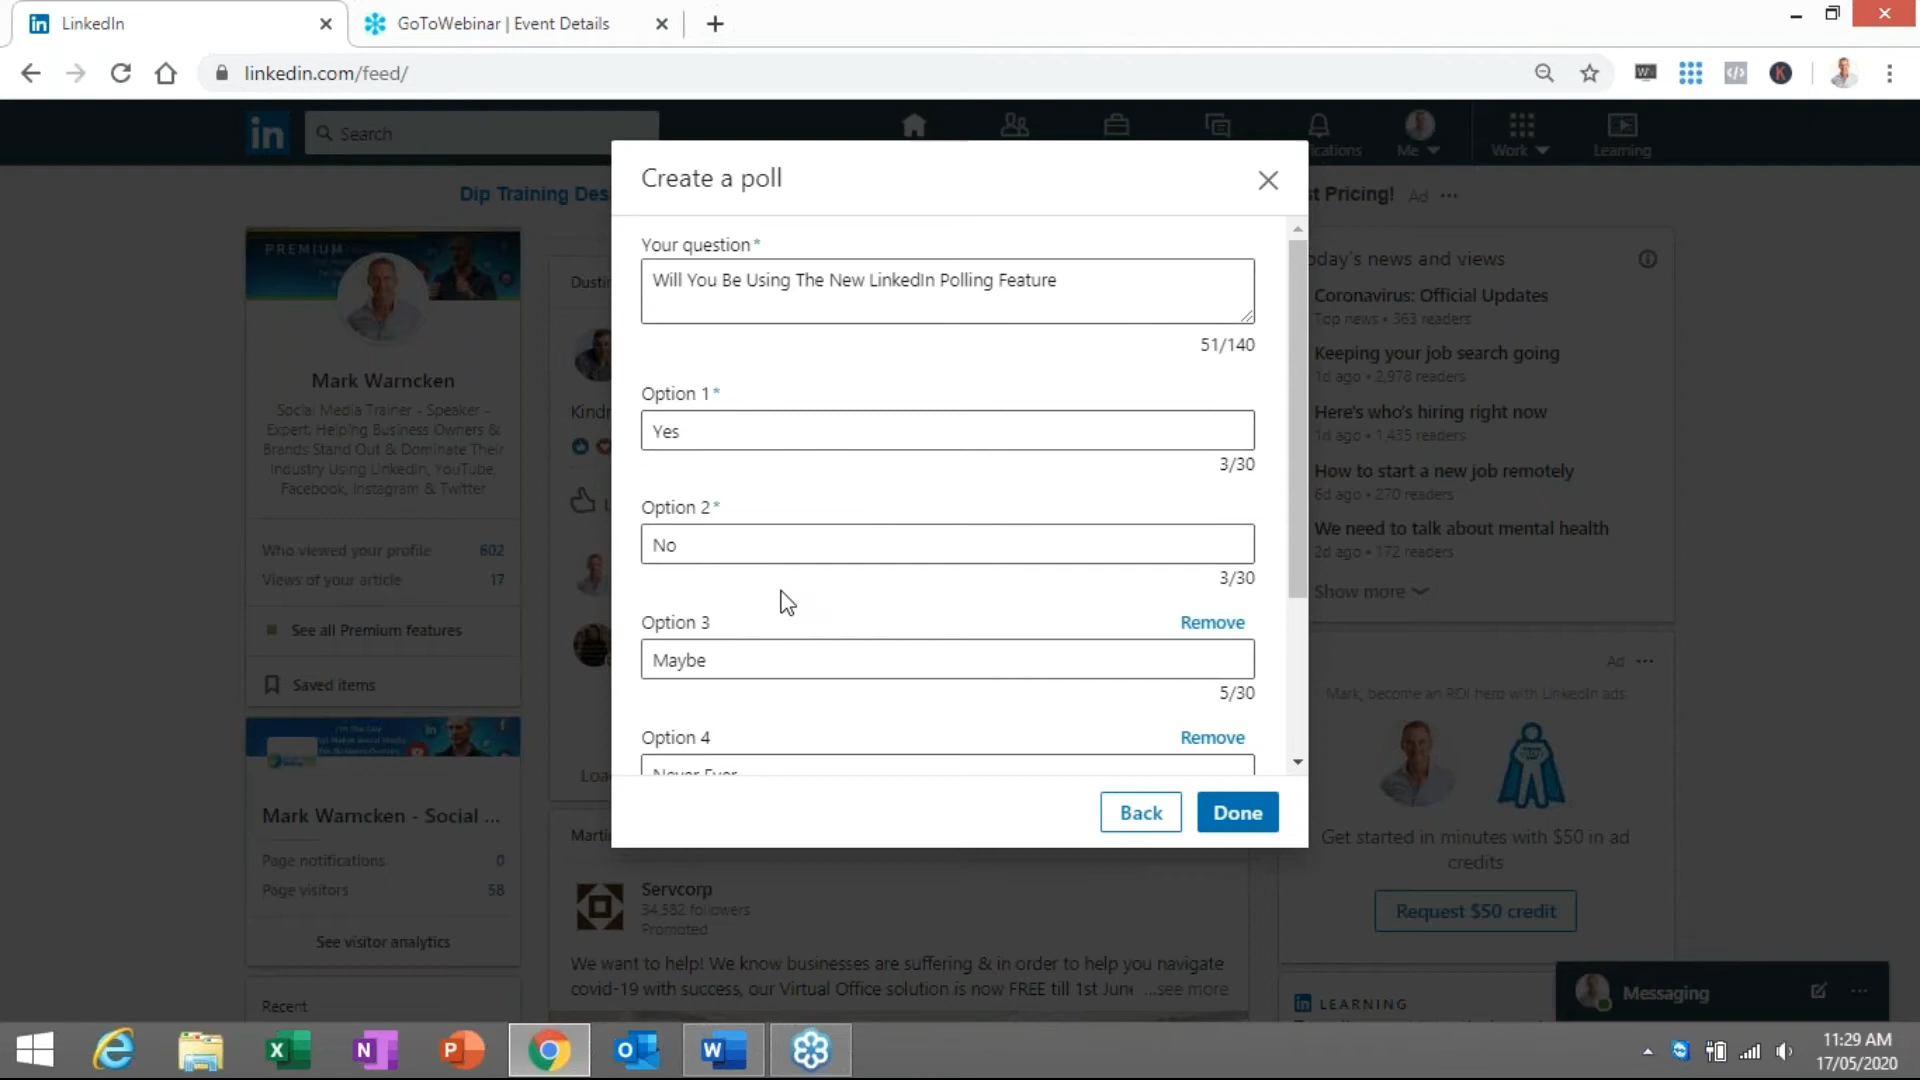 LinkedIn
GoToWebinar | Event Details
linkedin.com/feed/
in
Search
ications
Me
Work
Learning
Dip Training Des
t Pricing!
Ad
Create a poll
Your question*
Will You Be Using The New LinkedIn Polling Feature
51/140
Option 1*
Yes
3/30
Option 2*
No
3/30
Option 3
Remove
Maybe
5/30
Option 4
Remove
Never Ever
Back
Done
PREMIUM
Mark Warncken
Social Media Trainer - Speaker -
Expert, Helping Business Owners &
Brands Stand Out & Dominate Their
Industry Using Linkedin, YouTube,
Facebook, Instagram & Twitter
Who viewed your profile
602
Views of your article
17
See all Premium features
Saved items
Mark Warncken - Social ...
Page notifications
0
Page visitors
58
See visitor analytics
Recent
Dustin
Kindr
Loa
Marti
Servcorp
34,582 followers
Promoted
We want to help! We know businesses are suffering & in order to help you navigate
covid-19 with success, our Virtual Office solution is now FREE till 1st June
...see more
oday's news and views
Coronavirus: Official Updates
Top news • 363 readers
Keeping your job search going
1d ago • 2,978 readers
Here's who's hiring right now
1d ago • 1,435 readers
How to start a new job remotely
6d ago • 270 readers
We need to talk about mental health
2d ago • 172 readers
Show more
Ad
Mark, become an ROI hero with LinkedIn ads
Get started in minutes with $50 in ad
credits
Request $50 credit
in LEARNING
Messaging
11:29 AM
17/05/2020